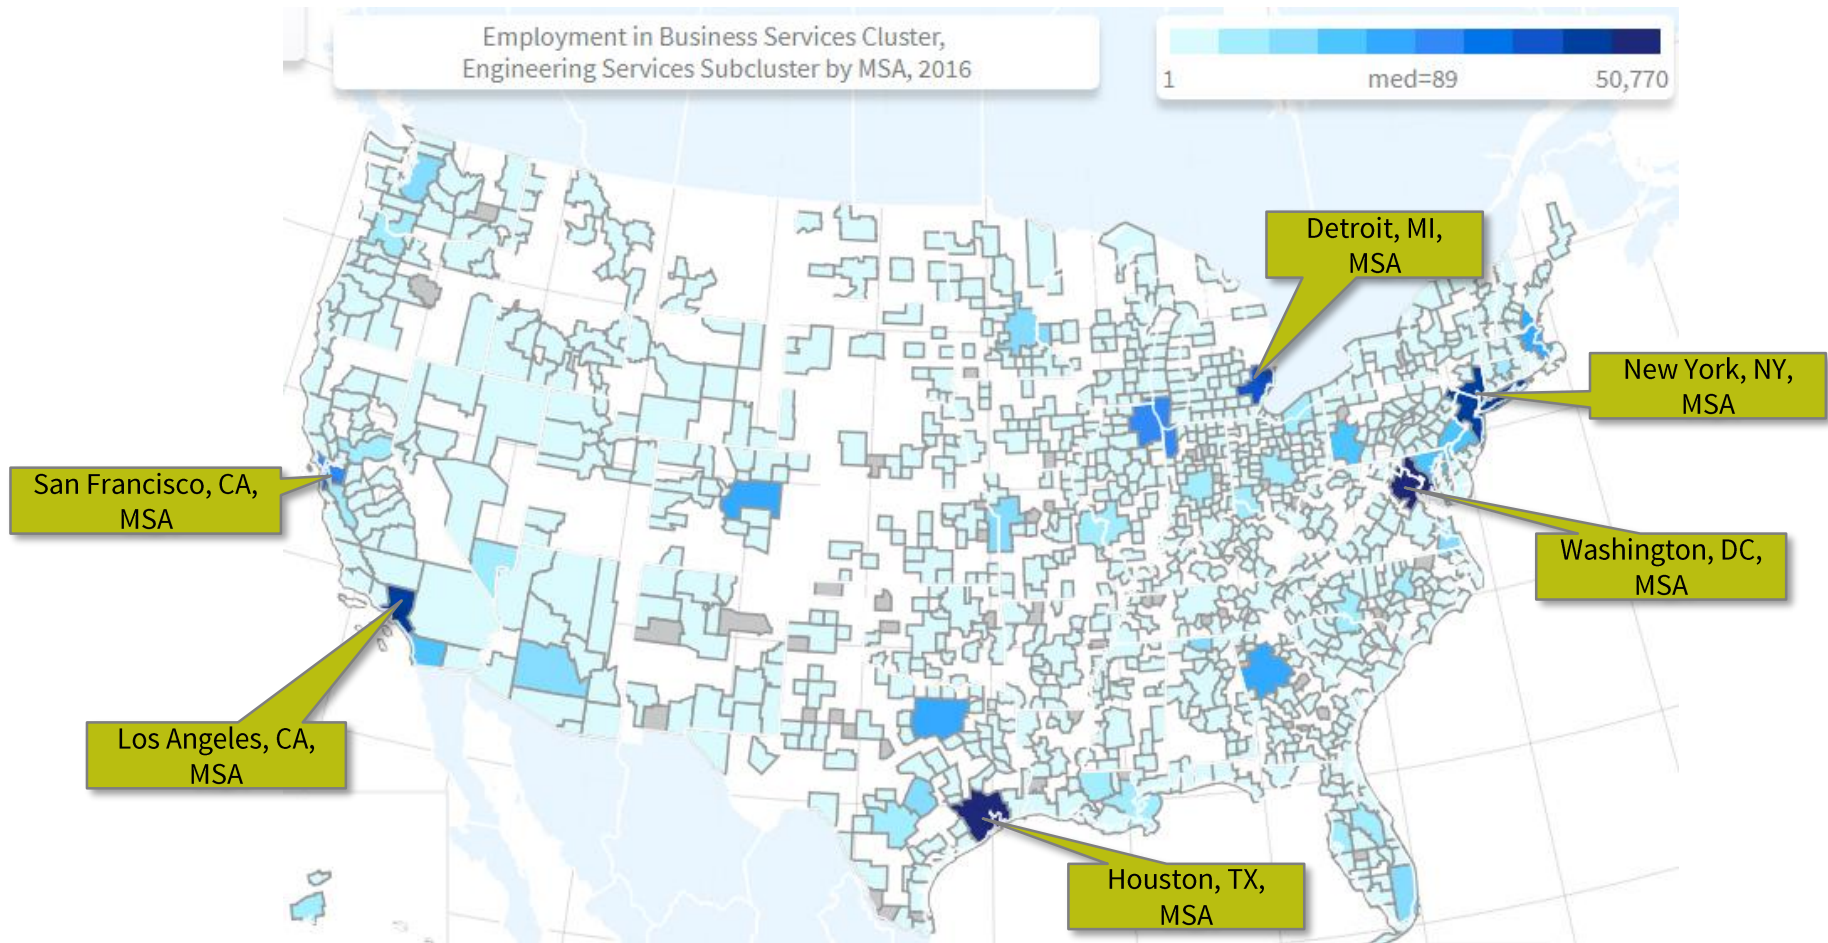 Employment in Business Services Cluster,
Engineering Services Subcluster by MSA, 2016
1
med=89
50,770
Detroit, MI,
MSA
New York, NY,
MSA
San Francisco, CA,
MSA
Washington, DC,
MSA
Los Angeles, CA,
MSA
Houston, TX,
MSA